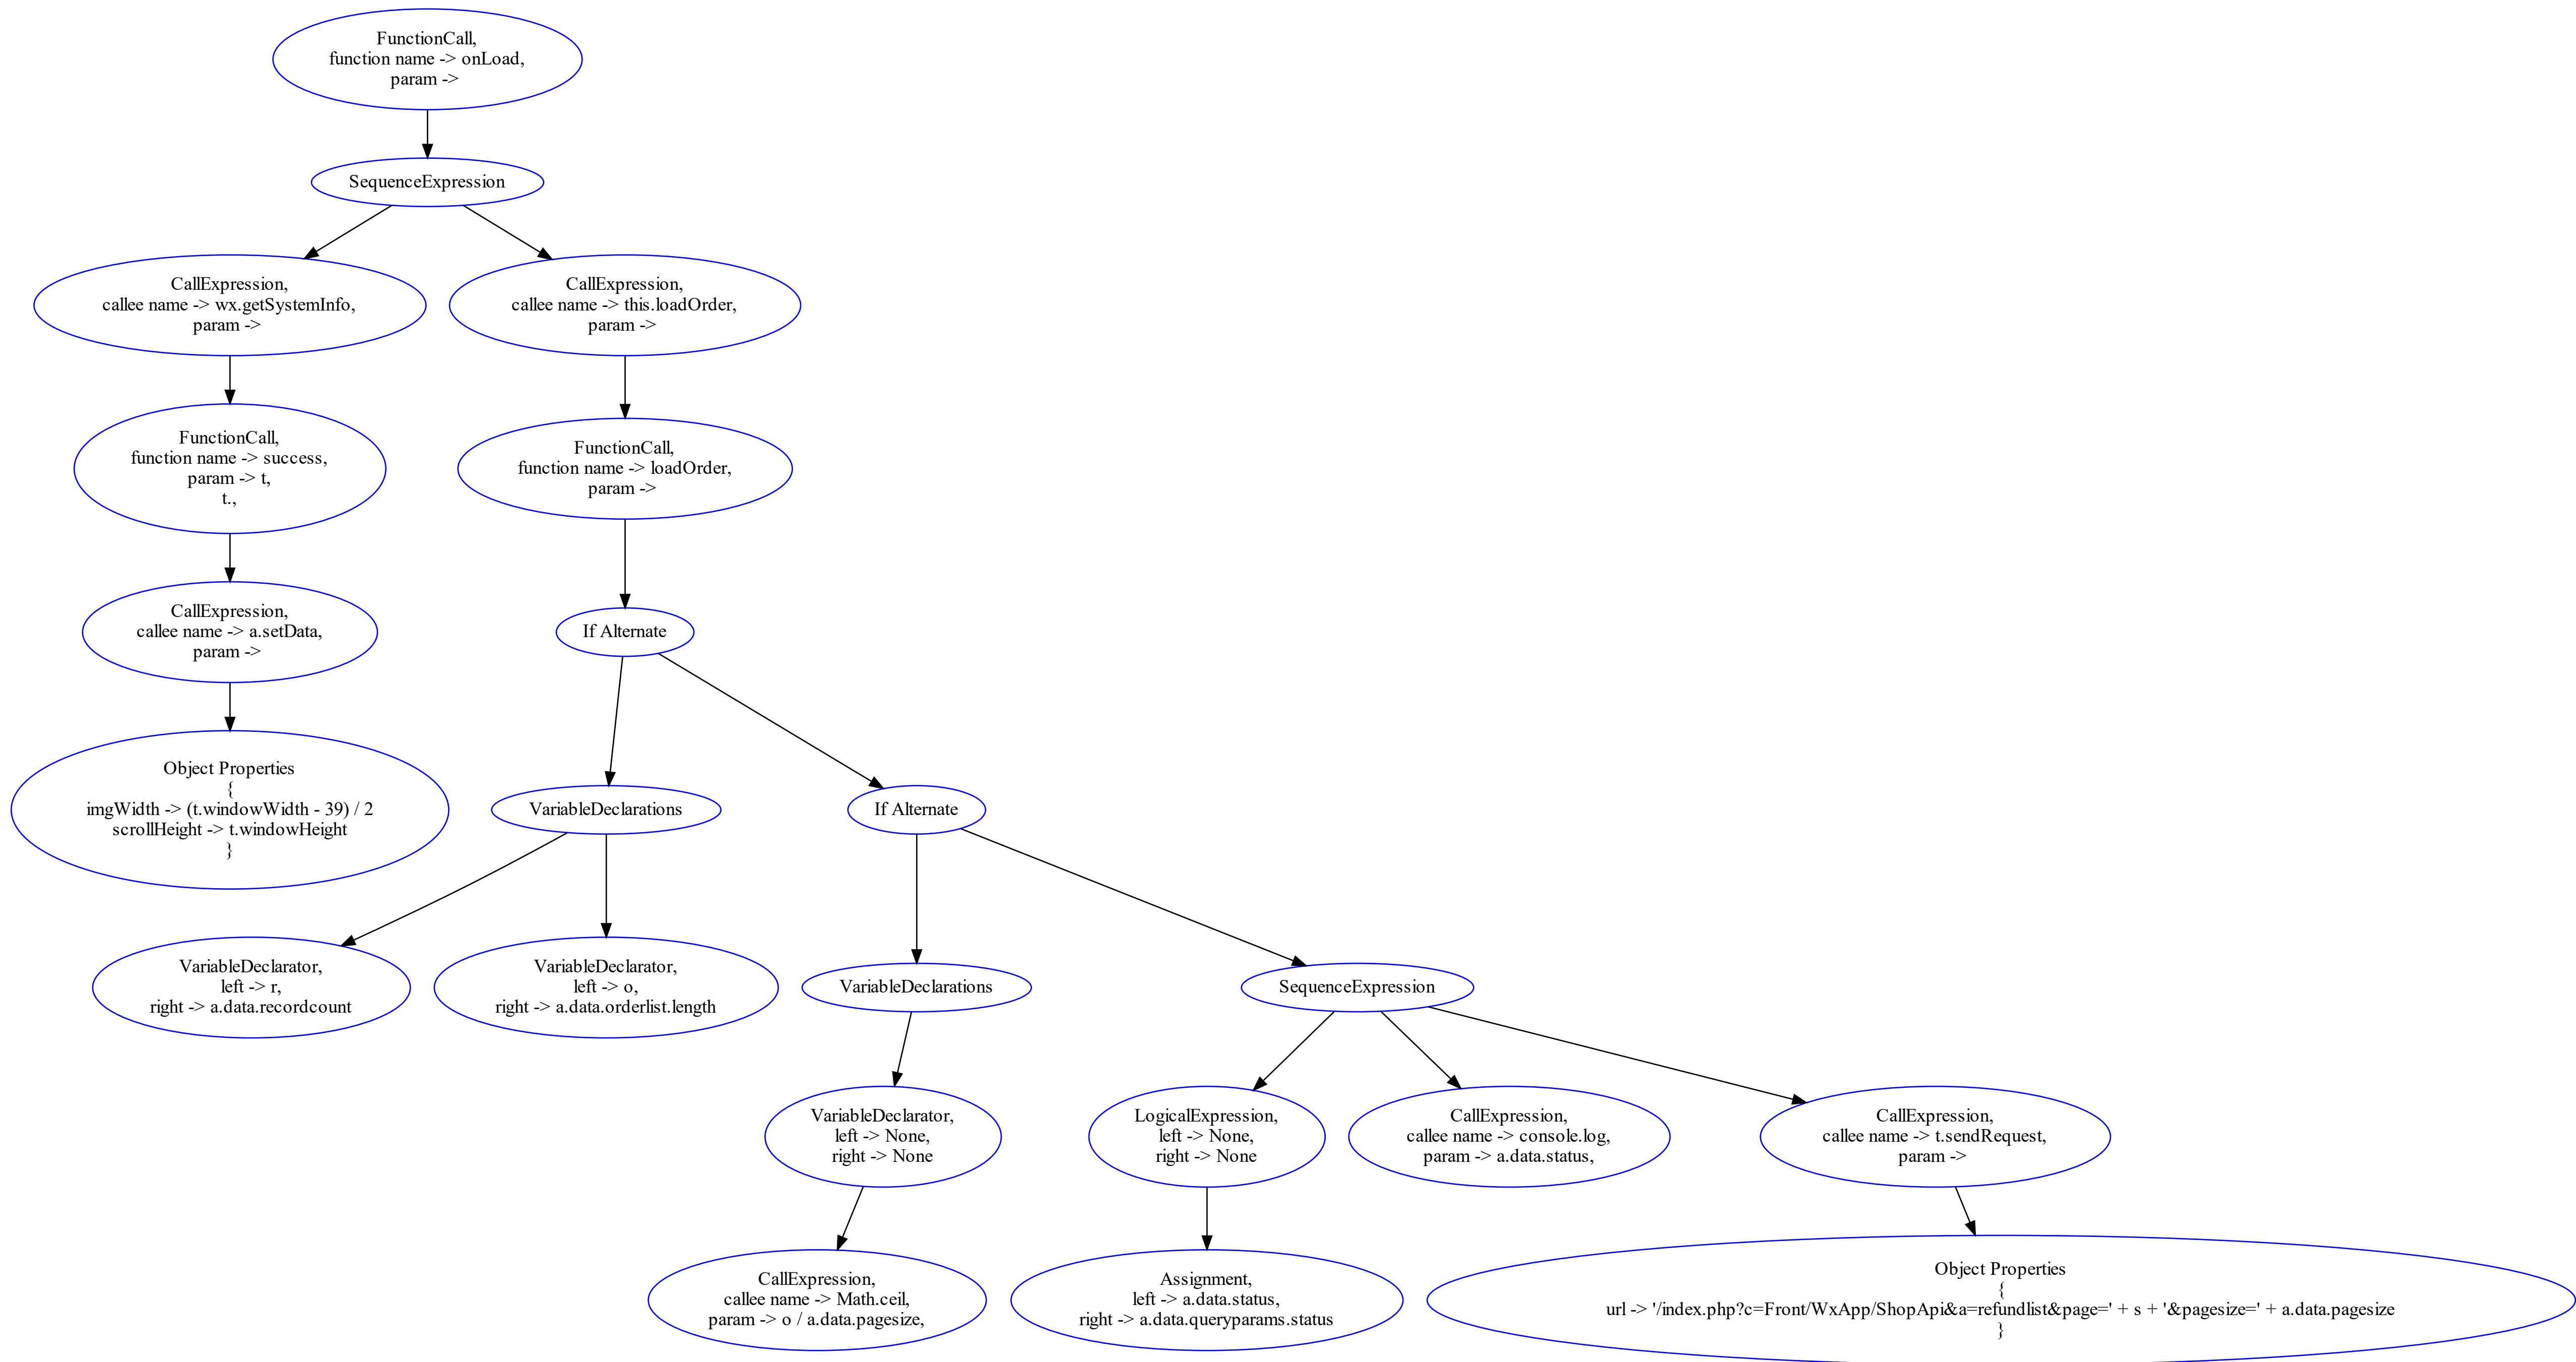 FunctionCall,
function name -> onLoad,
param ->
SequenceExpression
CallExpression,
callee name -> wx.getSystemInfo,
param ->
CallExpression,
callee name -> this.loadOrder,
param ->
FunctionCall,
function name -> success,
param -> t,
t.,
FunctionCall,
function name -> loadOrder,
param ->
CallExpression,
callee name -> a.setData,
param ->
If Alternate
Object Properties
{
imgWidth -> (t.windowWidth - 39) / 2
scrollHeight -> t.windowHeight
}
VariableDeclarations
If Alternate
VariableDeclarator,
left -> r,
right -> a.data.recordcount
VariableDeclarator,
left -> o,
right -> a.data.orderlist.length
VariableDeclarations
SequenceExpression
VariableDeclarator,
left -> None,
right -> None
LogicalExpression,
left -> None,
right -> None
CallExpression,
callee name -> console.log,
param -> a.data.status,
CallExpression,
callee name -> t.sendRequest,
param ->
CallExpression,
callee name -> Math.ceil,
param -> o / a.data.pagesize,
Assignment,
left -> a.data.status,
right -> a.data.queryparams.status
Object Properties
{
url -> '/index.php?c=Front/WxApp/ShopApi&a=refundlist&page=' + s + '&pagesize=' + a.data.pagesize
}